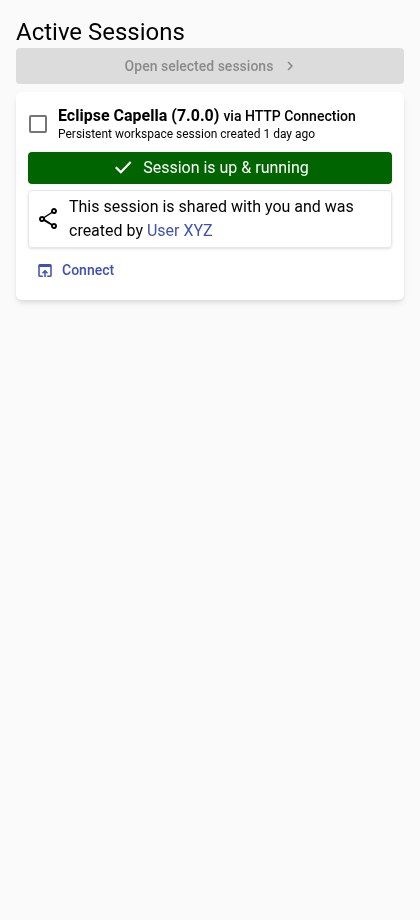 Active Sessions
Open selected sessions
Eclipse Capella (7.0.0) via HTTP Connection
Persistent workspace session created 1 day ago
Session is up & running
This session is shared with you and was
created by User XYZ
Connect